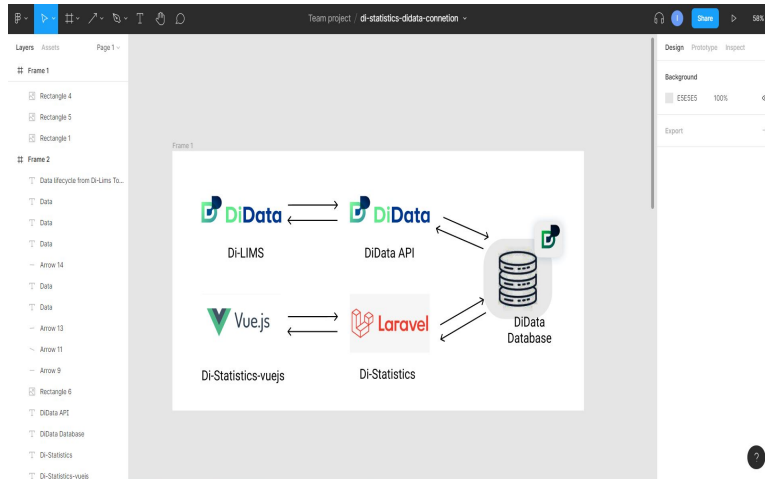 Team project / di-statistics-didata-connetion
1
Share
58%
Layers Assets Page 1
Design Prototype Inspect
Frame 1
Rectangle 4
Rectangle 5
Rectangle 1
Frame 2
Data lifecycle from Di-Lims To...
Data
Data
Data
Arrow 14
Data
Data
Arrow 13
Arrow 11
Arrow 9
Rectangle 6
DiData API
DiData Database
Di-Statistics
Di-Statistics-vuejs
Frame 1
DiData
DiData
Di-LIMS
DiData API
Vue.js
Laravel
DiData
Database
Di-Statistics-vuejs
Di-Statistics
Background
E5E5E5 100%
Export
?